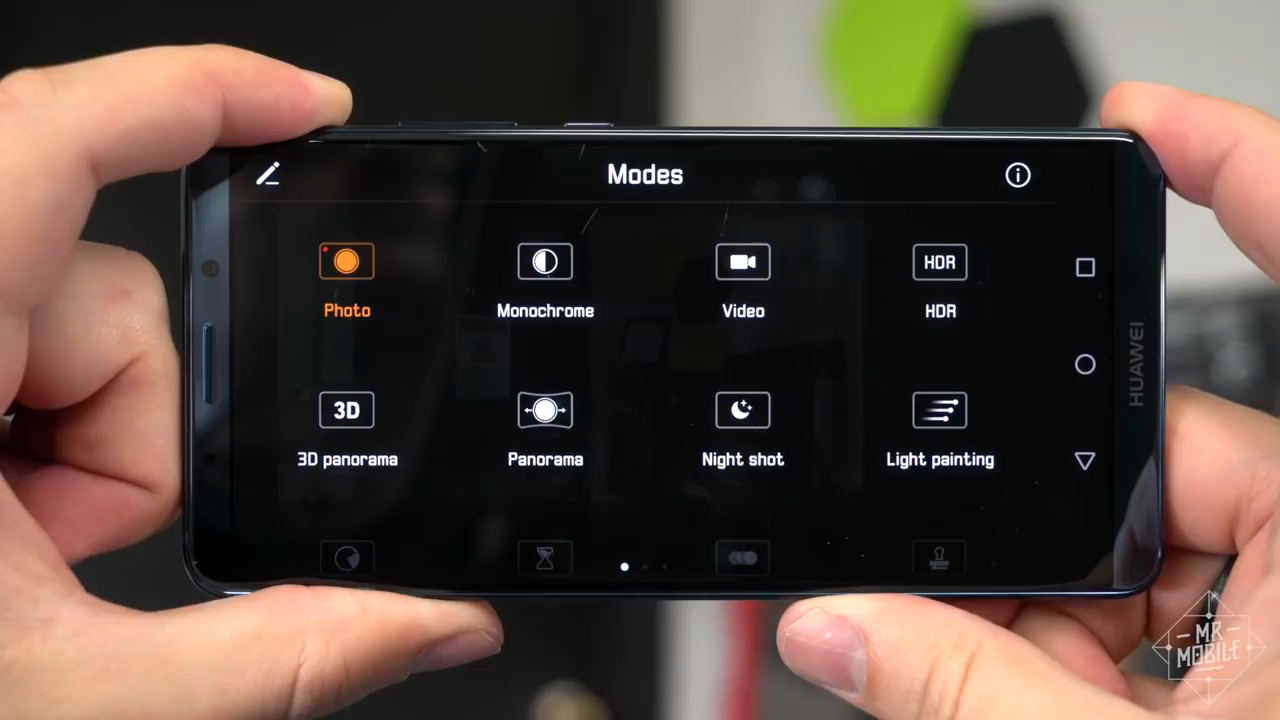 Modes
Photo
Monochrome
Video
HDR
HDR
3D
3D panorama
Panorama
Night shot
Light painting
HUAWEI
MR
MOBILE